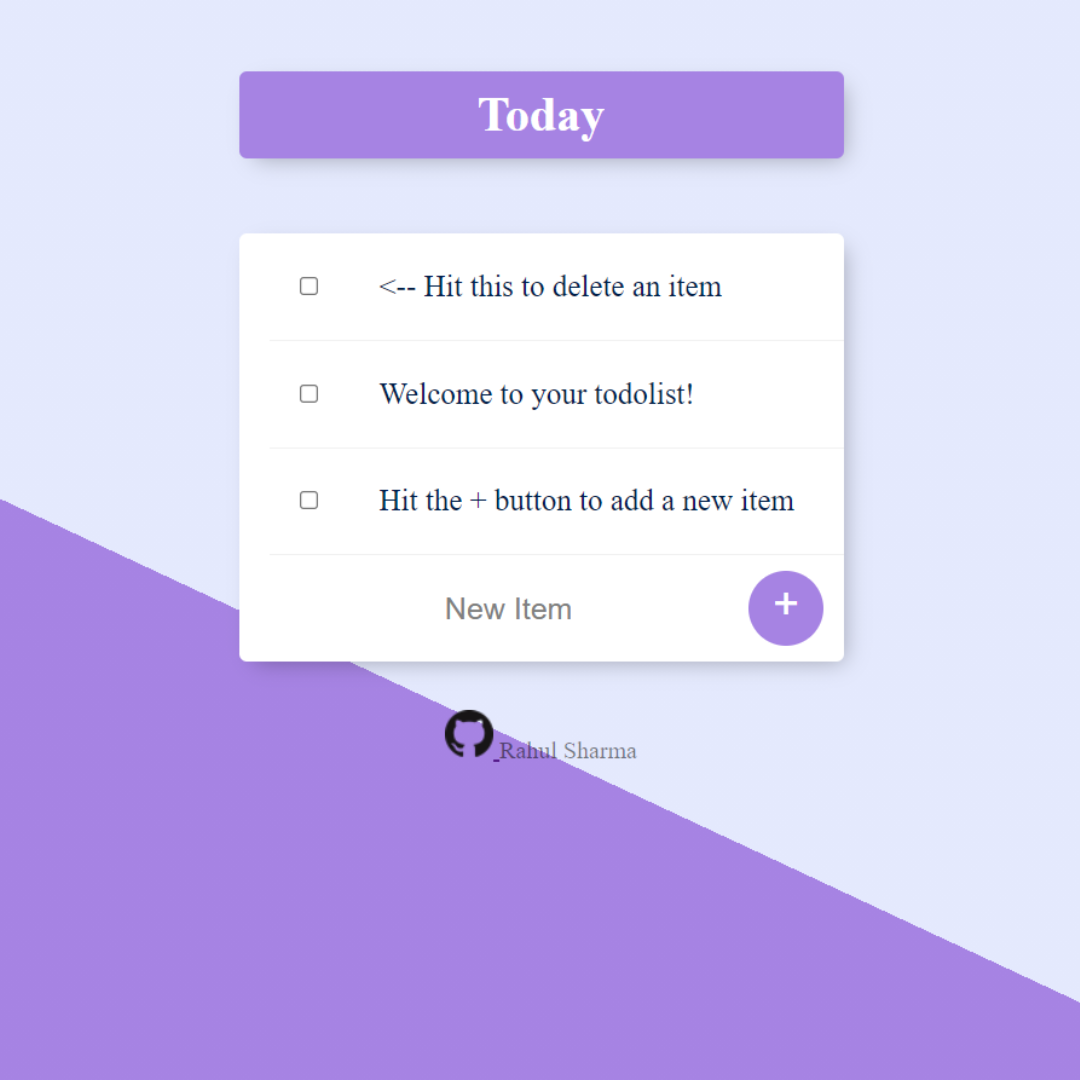 Today
<-- Hit this to delete an item
Welcome to your todolist!
Hit the + button to add a new item
New Item +
Rahul Sharma